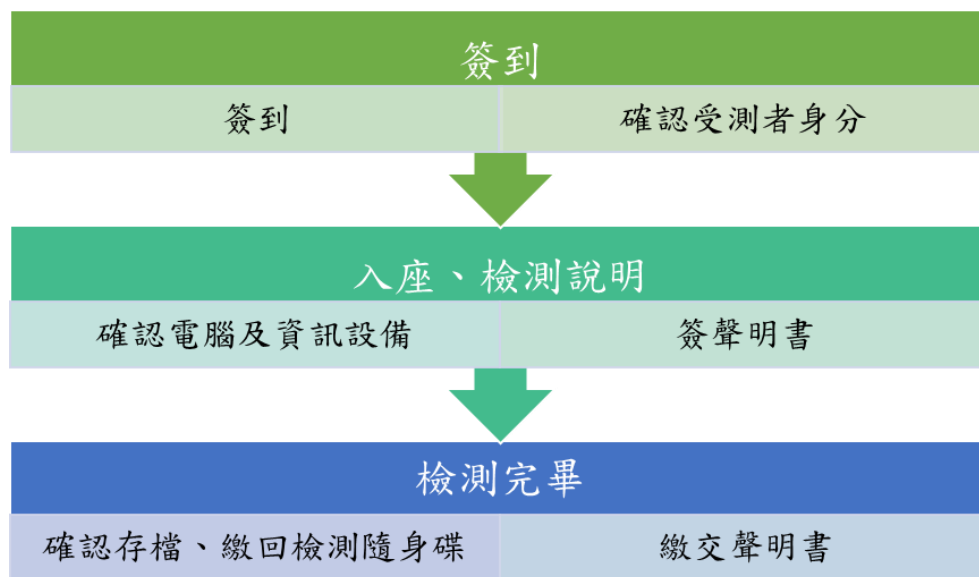 簽到
簽到
確認受測者身分
入座、檢測說明
確認電腦及資訊設備
簽聲明書
檢測完畢
確認存檔、繳回檢測隨身碟
繳交聲明書